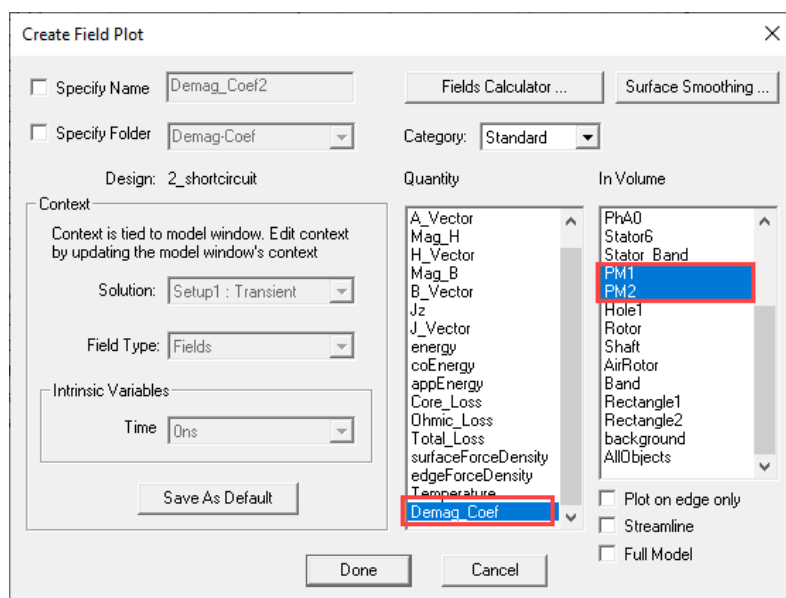 Create Field Plot
Specify Name
Demag_Coef2
Fields Calculator ...
Surface Smoothing ...
Specify Folder
Demag-Coef
Category:
Standard
Design: 2_shortcircuit
Quantity
In Volume
Context
Context is tied to model window. Edit context
by updating the model window's context
Solution:
Setup1 : Transient
Field Type:
Fields
Intrinsic Variables
Time
0ns
Save As Default
A_Vector
Mag_H
H_Vector
Mag_B
B_Vector
Jz
J_Vector
energy
coEnergy
appEnergy
Core_Loss
Ohmic_Loss
Total_Loss
surfaceForceDensity
edgeForceDensity
Temperature
Demag_Coef
PhA0
Stator6
Stator_Band
PM1
PM2
Hole1
Rotor
Shaft
AirRotor
Band
Rectangle1
Rectangle2
background
AllObjects
Plot on edge only
Streamline
Full Model
Done
Cancel